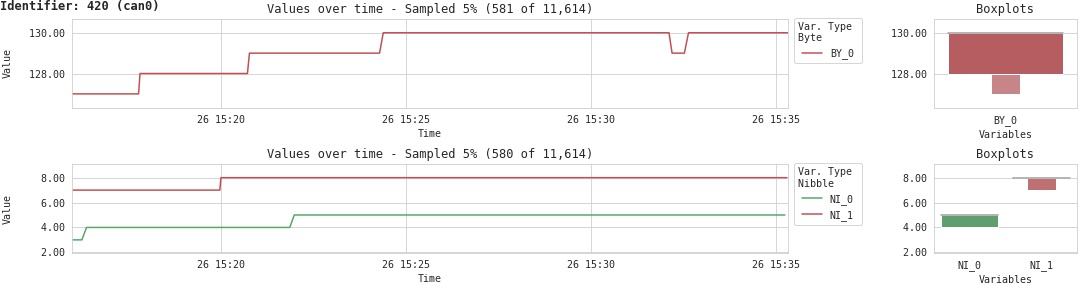 Identifier: 420 (can0)
Values over time - Sampled 5% (581 of 11,614)
Boxplots
130.00
128.00
Value
26 15:20
26 15:25
26 15:30
26 15:35
Time
Var. Type
Byte
BY_0
130.00
128.00
BY_0
Variables
Values over time - Sampled 5% (580 of 11,614)
Boxplots
8.00
6.00
4.00
2.00
Value
26 15:20
26 15:25
26 15:30
26 15:35
Time
Var. Type
Nibble
NI_0
NI_1
8.00
6.00
4.00
2.00
NI_0
NI_1
Variables